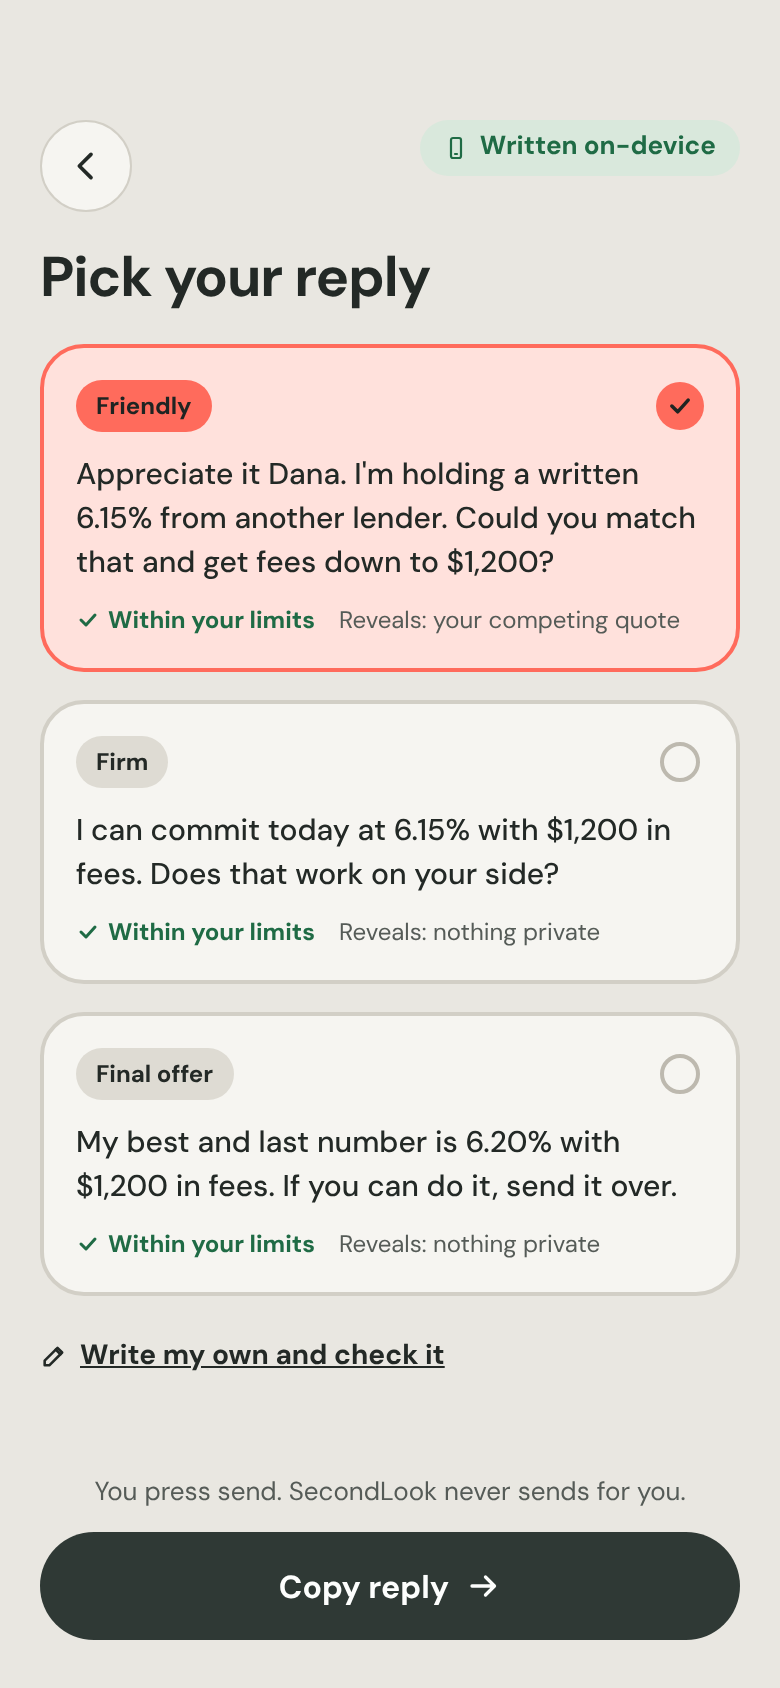 Written on-device
Pick your reply
Friendly
Appreciate it Dana. I'm holding a written
6.15% from another lender. Could you match
that and get fees down to $1,200?
Within your limits Reveals: your competing quote
Firm
I can commit today at 6.15% with $1,200 in
fees. Does that work on your side?
Within your limits Reveals: nothing private
Final offer
My best and last number is 6.20% with
$1,200 in fees. If you can do it, send it over.
Within your limits Reveals: nothing private
Write my own and check it
You press send. SecondLook never sends for you.
Copy reply